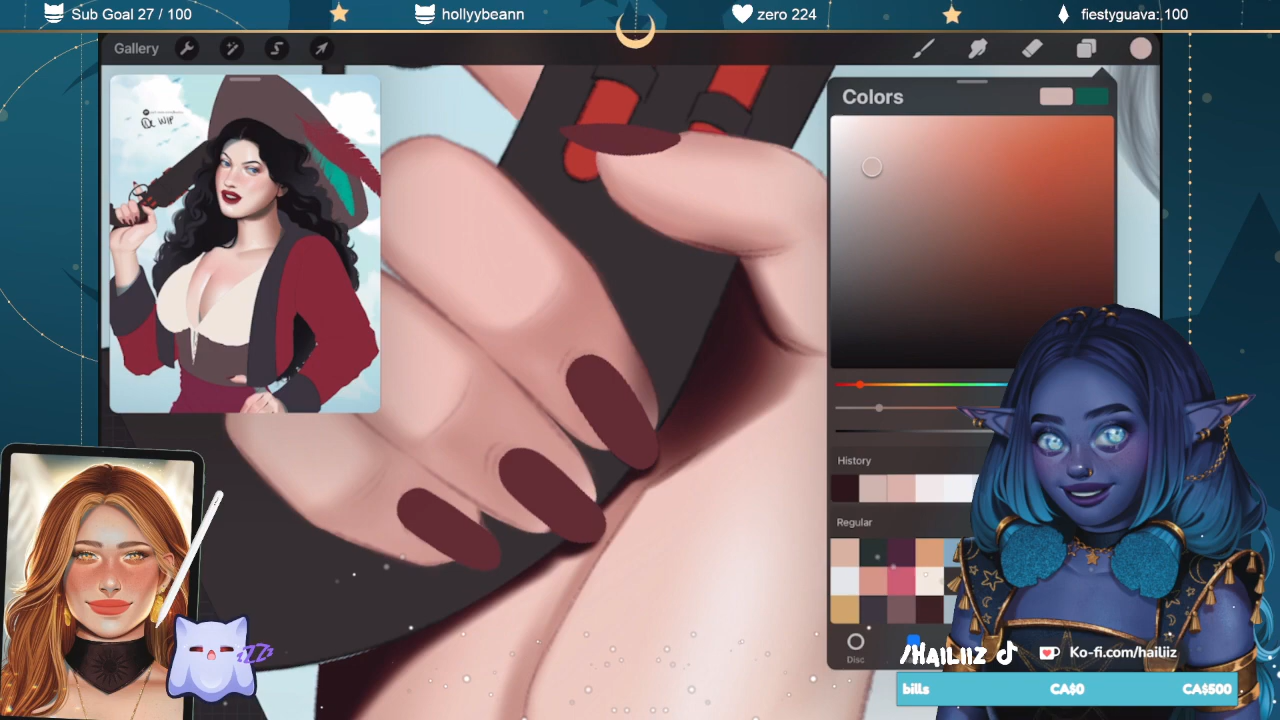 Sub Goal 27 / 100
hollyybeann
zero 224
fiestyguava: 100
Gallery
Colors
WIP
History
Regular
Disc
ZZZ
/HAILIIZ
Ko-fi.com/hailiiz
bills CA$0 CA$500